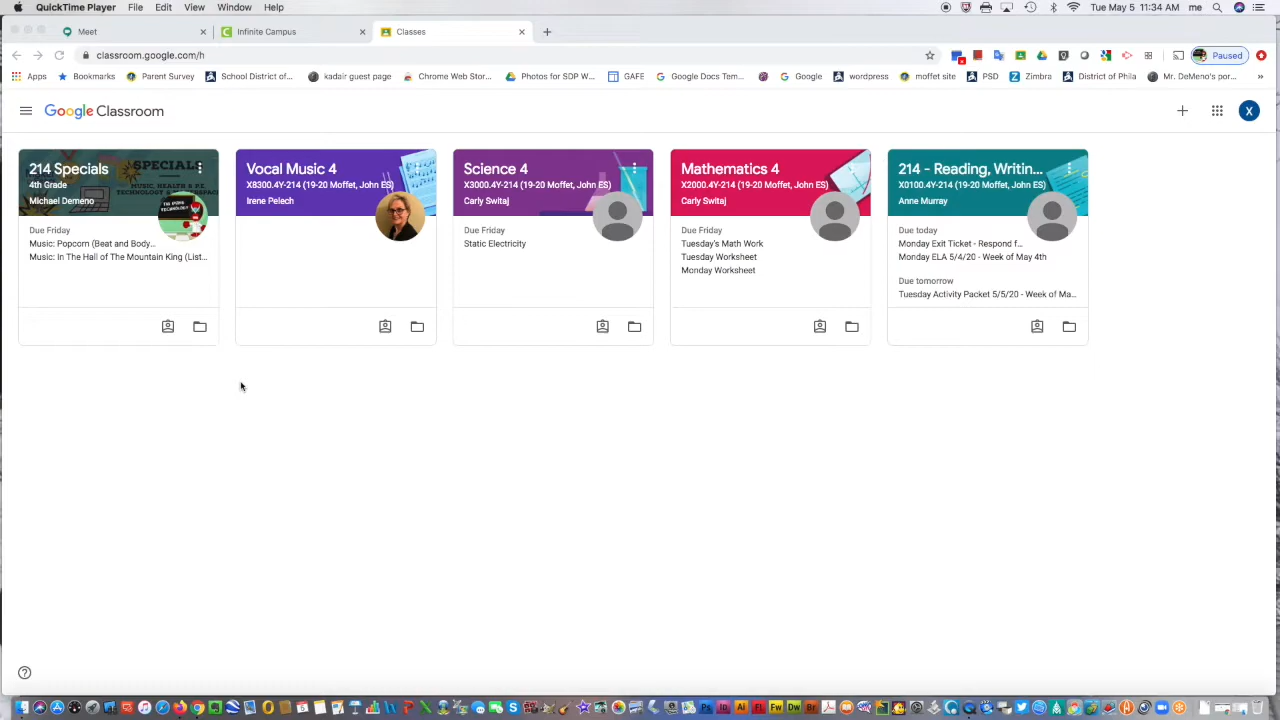 QuickTime Player File Edit View Window Help Tue May 5 11:34 AM me
Meet Infinite Campus Classes
classroom.google.com/h Paused
Apps Bookmarks Parent Survey School District of... kadair guest page Chrome Web Stor... Photos for SDP W... GAFE Google Docs Tem... Google wordpress moffet site PSD Zimbra District of Phila Mr. DeMeno's por... »
Google Classroom X
214 Specials
4th Grade
Michael Demeno
Due Friday
Music: Popcorn (Beat and Body...
Music: In The Hall of The Mountain King (List...
Vocal Music 4
X8300.4Y-214 (19-20 Moffet, John ES)
Irene Pelech
Science 4
X3000.4Y-214 (19-20 Moffet, John ES)
Carly Switaj
Due Friday
Static Electricity
Mathematics 4
X2000.4Y-214 (19-20 Moffet, John ES)
Carly Switaj
Due Friday
Tuesday's Math Work
Tuesday Worksheet
Monday Worksheet
214 - Reading, Writin...
X0100.4Y-214 (19-20 Moffet, John ES)
Anne Murray
Due today
Monday Exit Ticket - Respond f...
Monday ELA 5/4/20 - Week of May 4th
Due tomorrow
Tuesday Activity Packet 5/5/20 - Week of Ma...